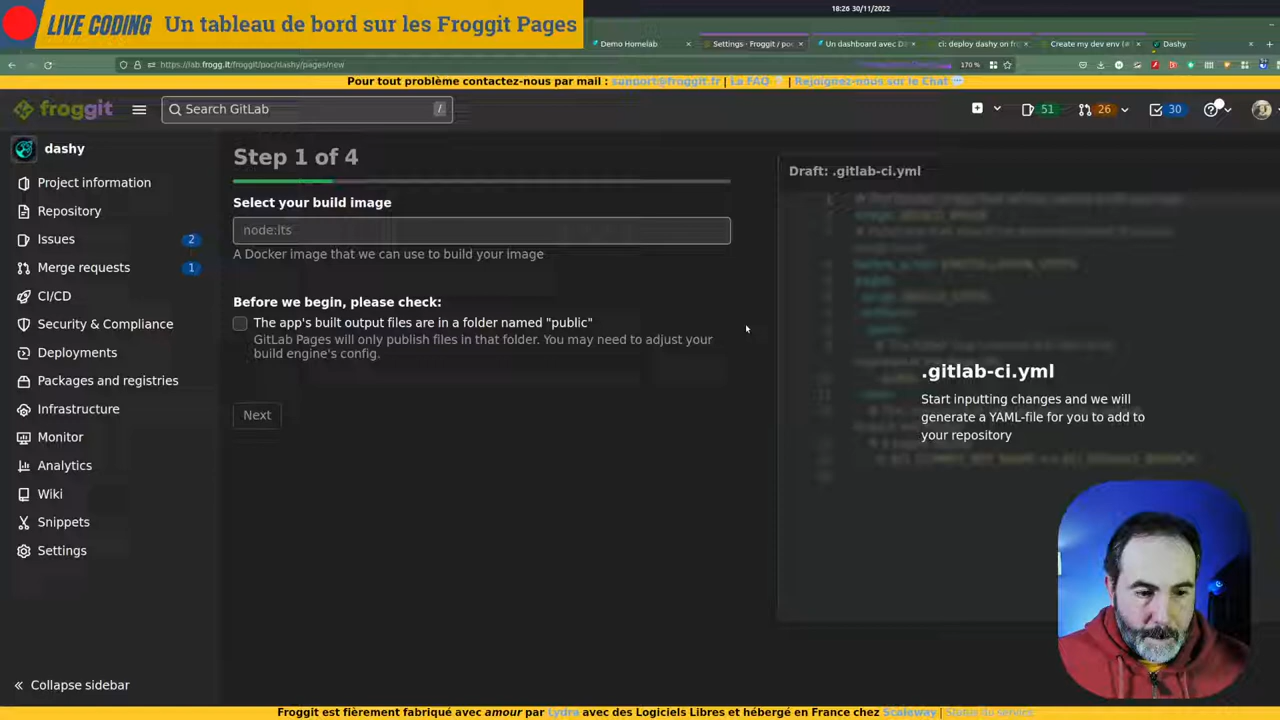 18:26 30/11/2022
LIVE CODING Un tableau de bord sur les Froggit Pages
Demo Homelab
Settings · Froggit / poc
Un dashboard avec D
ci: deploy dashy on fr
Create my dev env (
Dashy
https://lab.frogg.it/froggit/poc/dashy/pages/new
170 %
Pour tout problème contactez-nous par mail : support@froggit.fr | La FAQ | Rejoignez-nous sur le Chat
froggit
Search GitLab
/
51
26
30
dashy
Project information
Repository
Issues 2
Merge requests 1
CI/CD
Security & Compliance
Deployments
Packages and registries
Infrastructure
Monitor
Analytics
Wiki
Snippets
Settings
Collapse sidebar
Step 1 of 4
Select your build image
node:lts
A Docker image that we can use to build your image
Before we begin, please check:
The app's built output files are in a folder named "public"
GitLab Pages will only publish files in that folder. You may need to adjust your
build engine's config.
Next
Draft: .gitlab-ci.yml
.gitlab-ci.yml
Start inputting changes and we will
generate a YAML-file for you to add to
your repository
Froggit est fièrement fabriqué avec amour par Lydra avec des Logiciels Libres et hébergé en France chez Scaleway | Statut du service